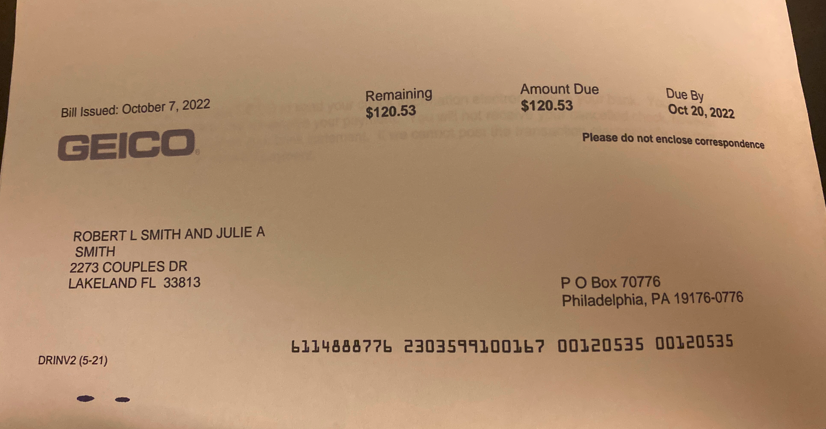 Bill Issued: October 7, 2022
Remaining
$120.53
Amount Due
$120.53
Due By
Oct 20, 2022
GEICO
Please do not enclose correspondence
ROBERT L SMITH AND JULIE A
SMITH
2273 COUPLES DR
LAKELAND FL 33813
P O Box 70776
Philadelphia, PA 19176-0776
6114888776 2303599100167 00120535 00120535
DRINV2 (5-21)